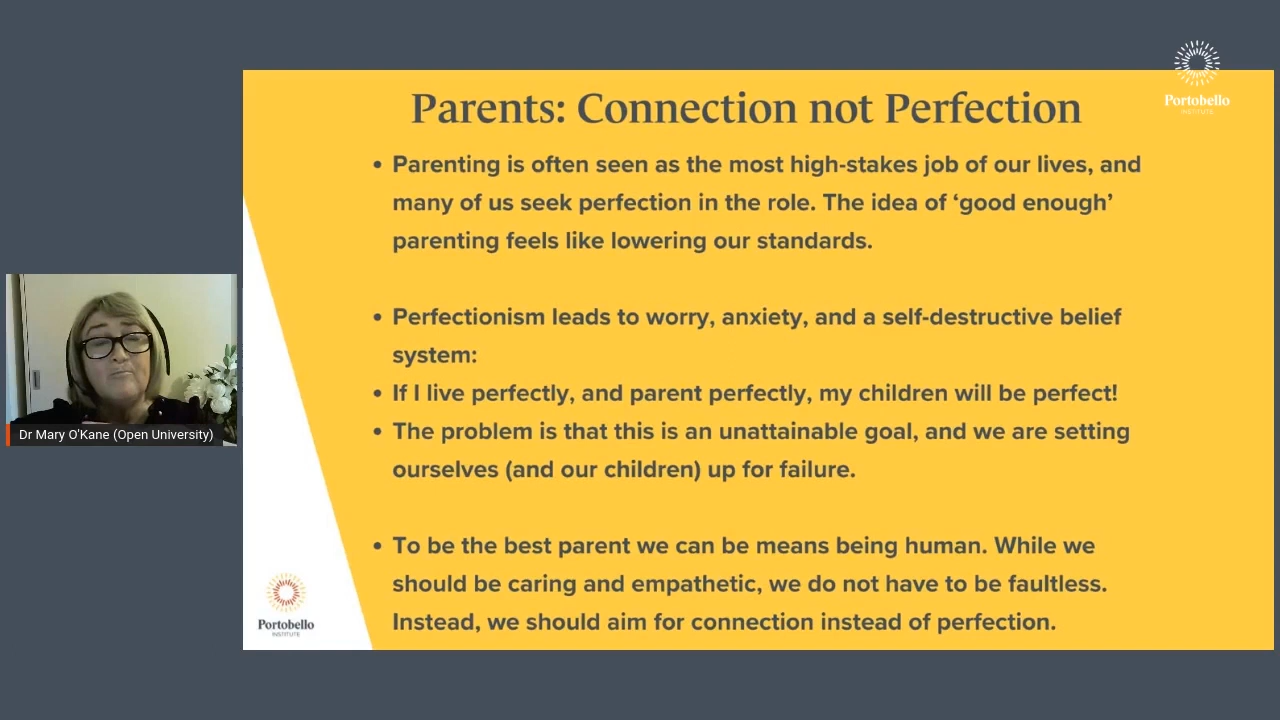 Portobello
INSTITUTE
Parents: Connection not Perfection
• Parenting is often seen as the most high-stakes job of our lives, and
many of us seek perfection in the role. The idea of ‘good enough’
parenting feels like lowering our standards.
• Perfectionism leads to worry, anxiety, and a self-destructive belief
system:
• If I live perfectly, and parent perfectly, my children will be perfect!
• The problem is that this is an unattainable goal, and we are setting
ourselves (and our children) up for failure.
• To be the best parent we can be means being human. While we
should be caring and empathetic, we do not have to be faultless.
Instead, we should aim for connection instead of perfection.
Dr Mary O'Kane (Open University)
Portobello
INSTITUTE